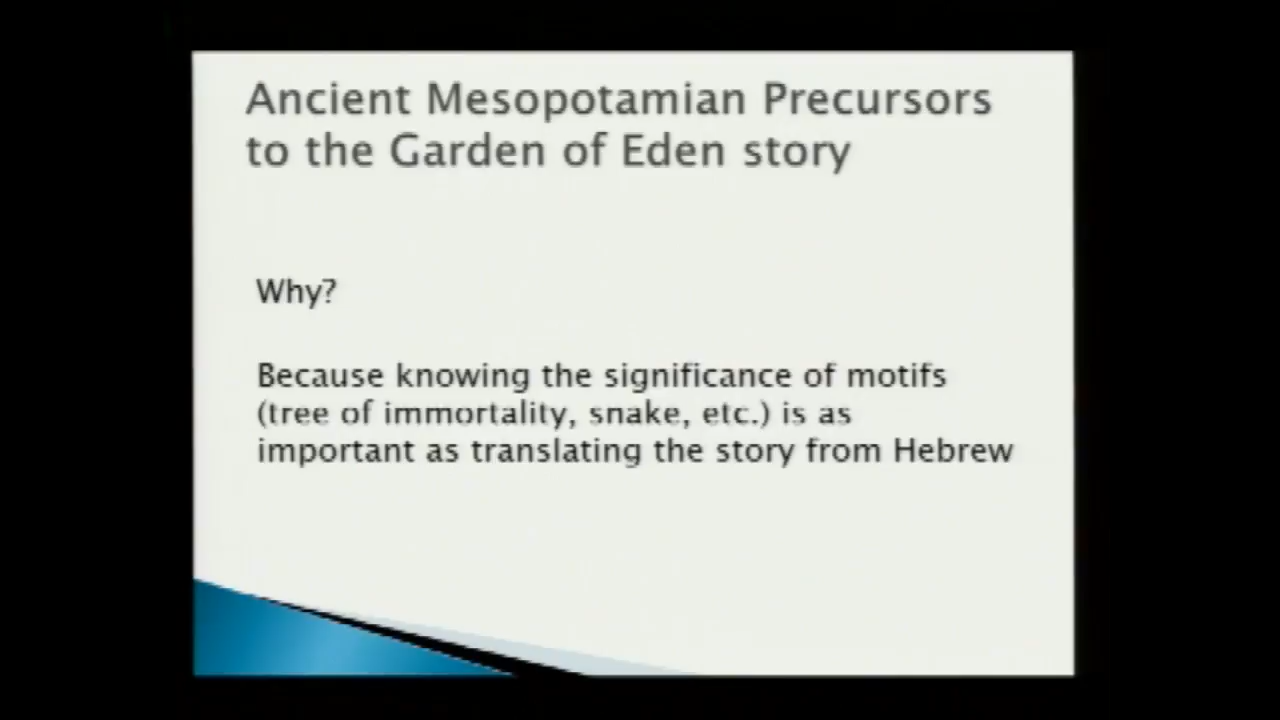 Ancient Mesopotamian Precursors
to the Garden of Eden story
Why?
Because knowing the significance of motifs
(tree of immortality, snake, etc.) is as
important as translating the story from Hebrew